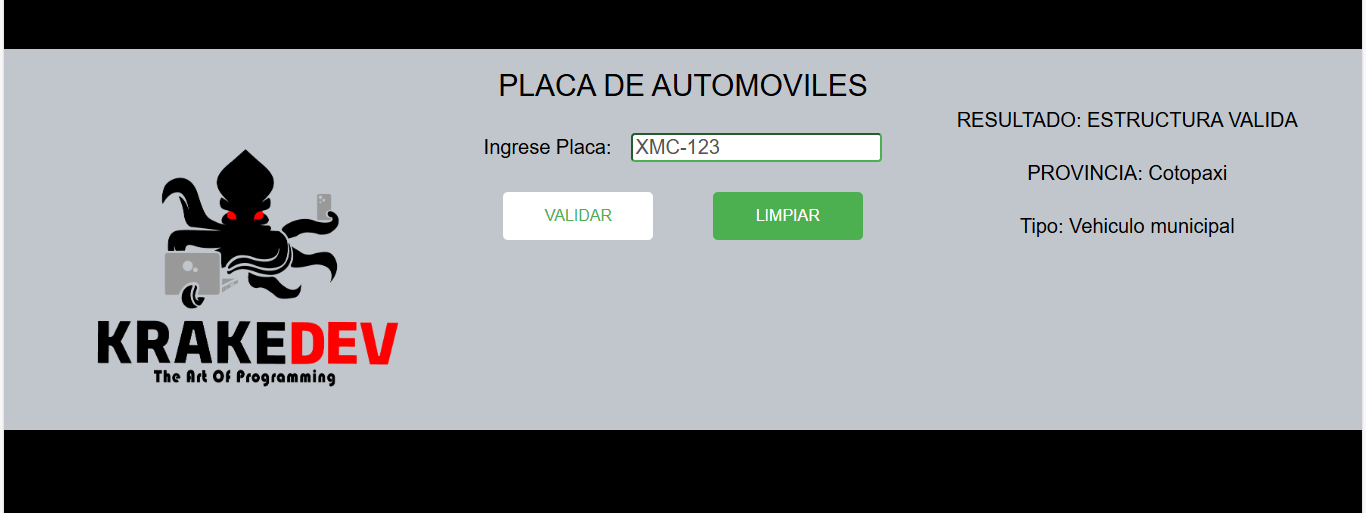 PLACA DE AUTOMOVILES
Ingrese Placa: XMC-123
VALIDAR LIMPIAR
RESULTADO: ESTRUCTURA VALIDA
PROVINCIA: Cotopaxi
Tipo: Vehiculo municipal
KRAKEDEV
The Art Of Programming